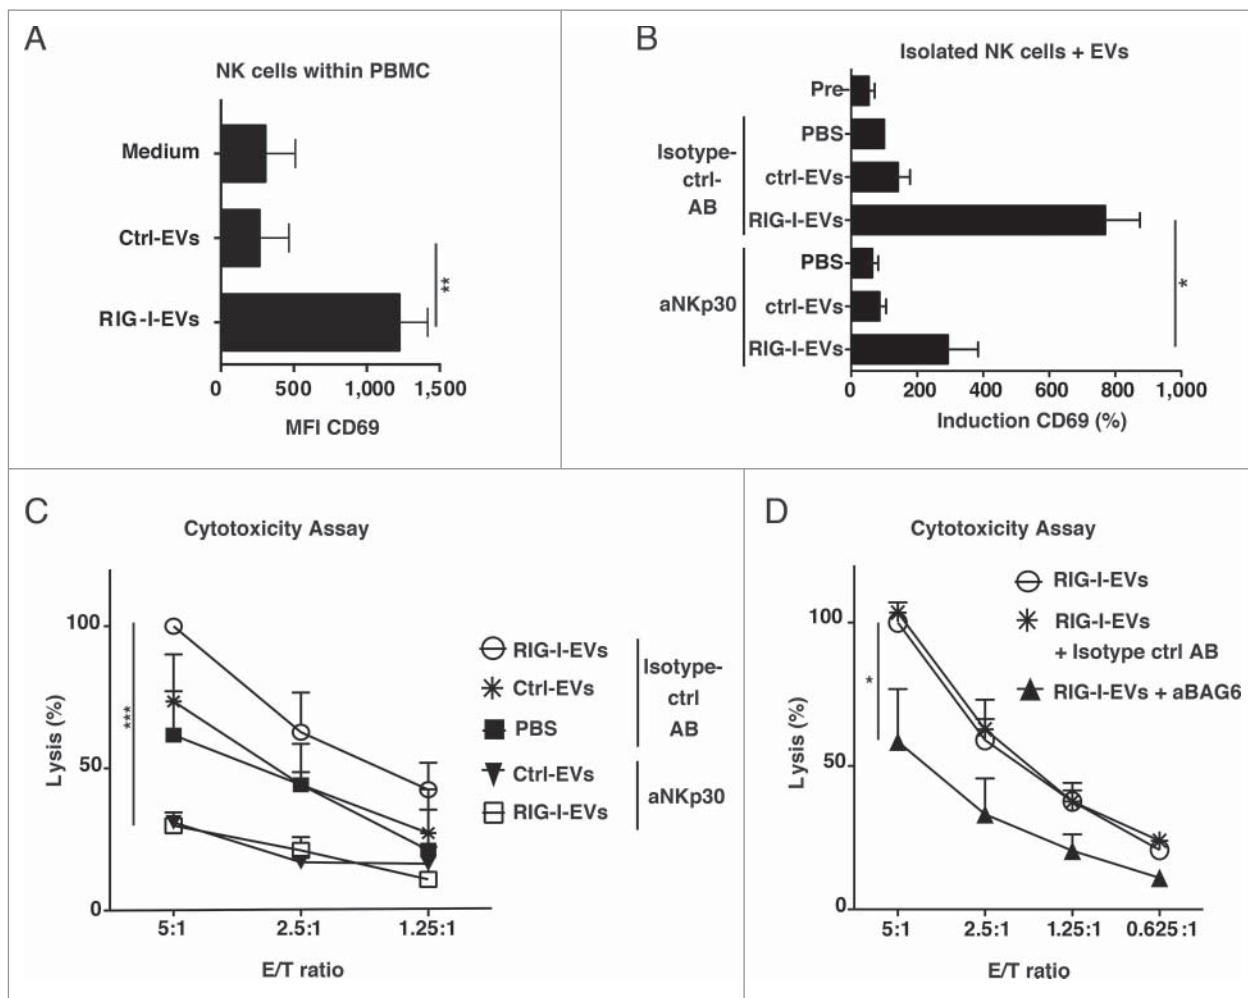 A
NK cells within PBMC
Medium
Ctrl-EVs
RIG-I-EVs
**
0 500 1,000 1,500
MFI CD69
B
Isolated NK cells + EVs
Pre
Isotype-
ctrl-
AB
PBS
ctrl-EVs
RIG-I-EVs
aNKp30
PBS
ctrl-EVs
RIG-I-EVs
*
0 200 400 600 800 1,000
Induction CD69 (%)
C
Cytotoxicity Assay
Lysis (%)
100
50
0
***
5:1 2.5:1 1.25:1
E/T ratio
RIG-I-EVs
Ctrl-EVs
PBS
Isotype-
ctrl
AB
Ctrl-EVs
RIG-I-EVs
aNKp30
D
Cytotoxicity Assay
RIG-I-EVs
RIG-I-EVs
+ Isotype ctrl AB
RIG-I-EVs + aBAG6
Lysis (%)
100
50
0
*
5:1 2.5:1 1.25:1 0.625:1
E/T ratio